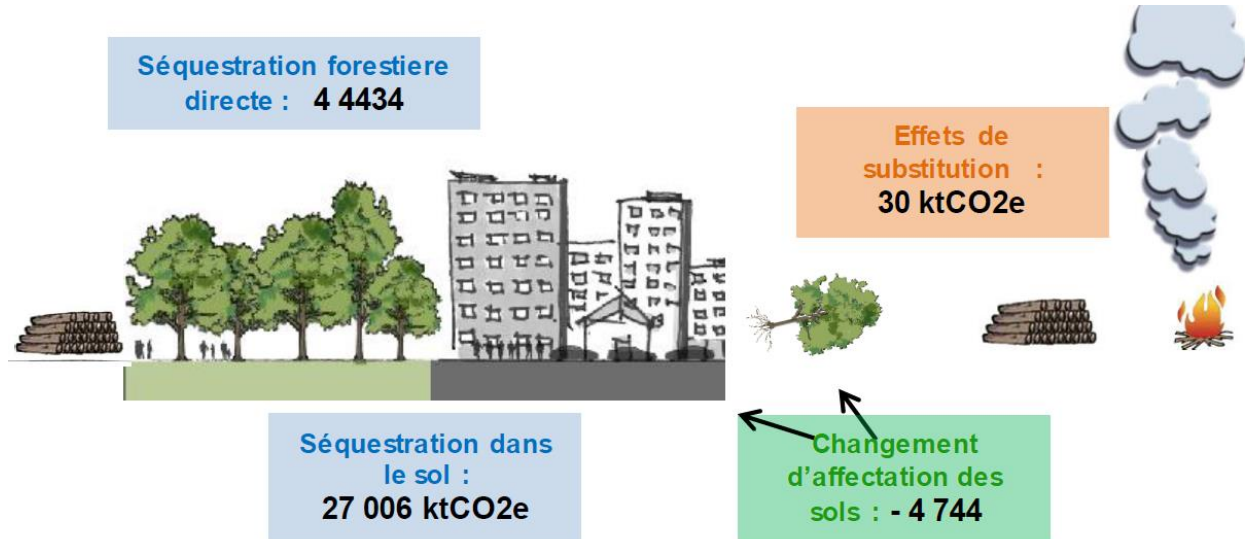 Séquestration forestiere
directe : 4 4434
Effets de
substitution :
30 ktCO2e
Séquestration dans
le sol :
27 006 ktCO2e
Changement
d'affectation des
sols : - 4 744